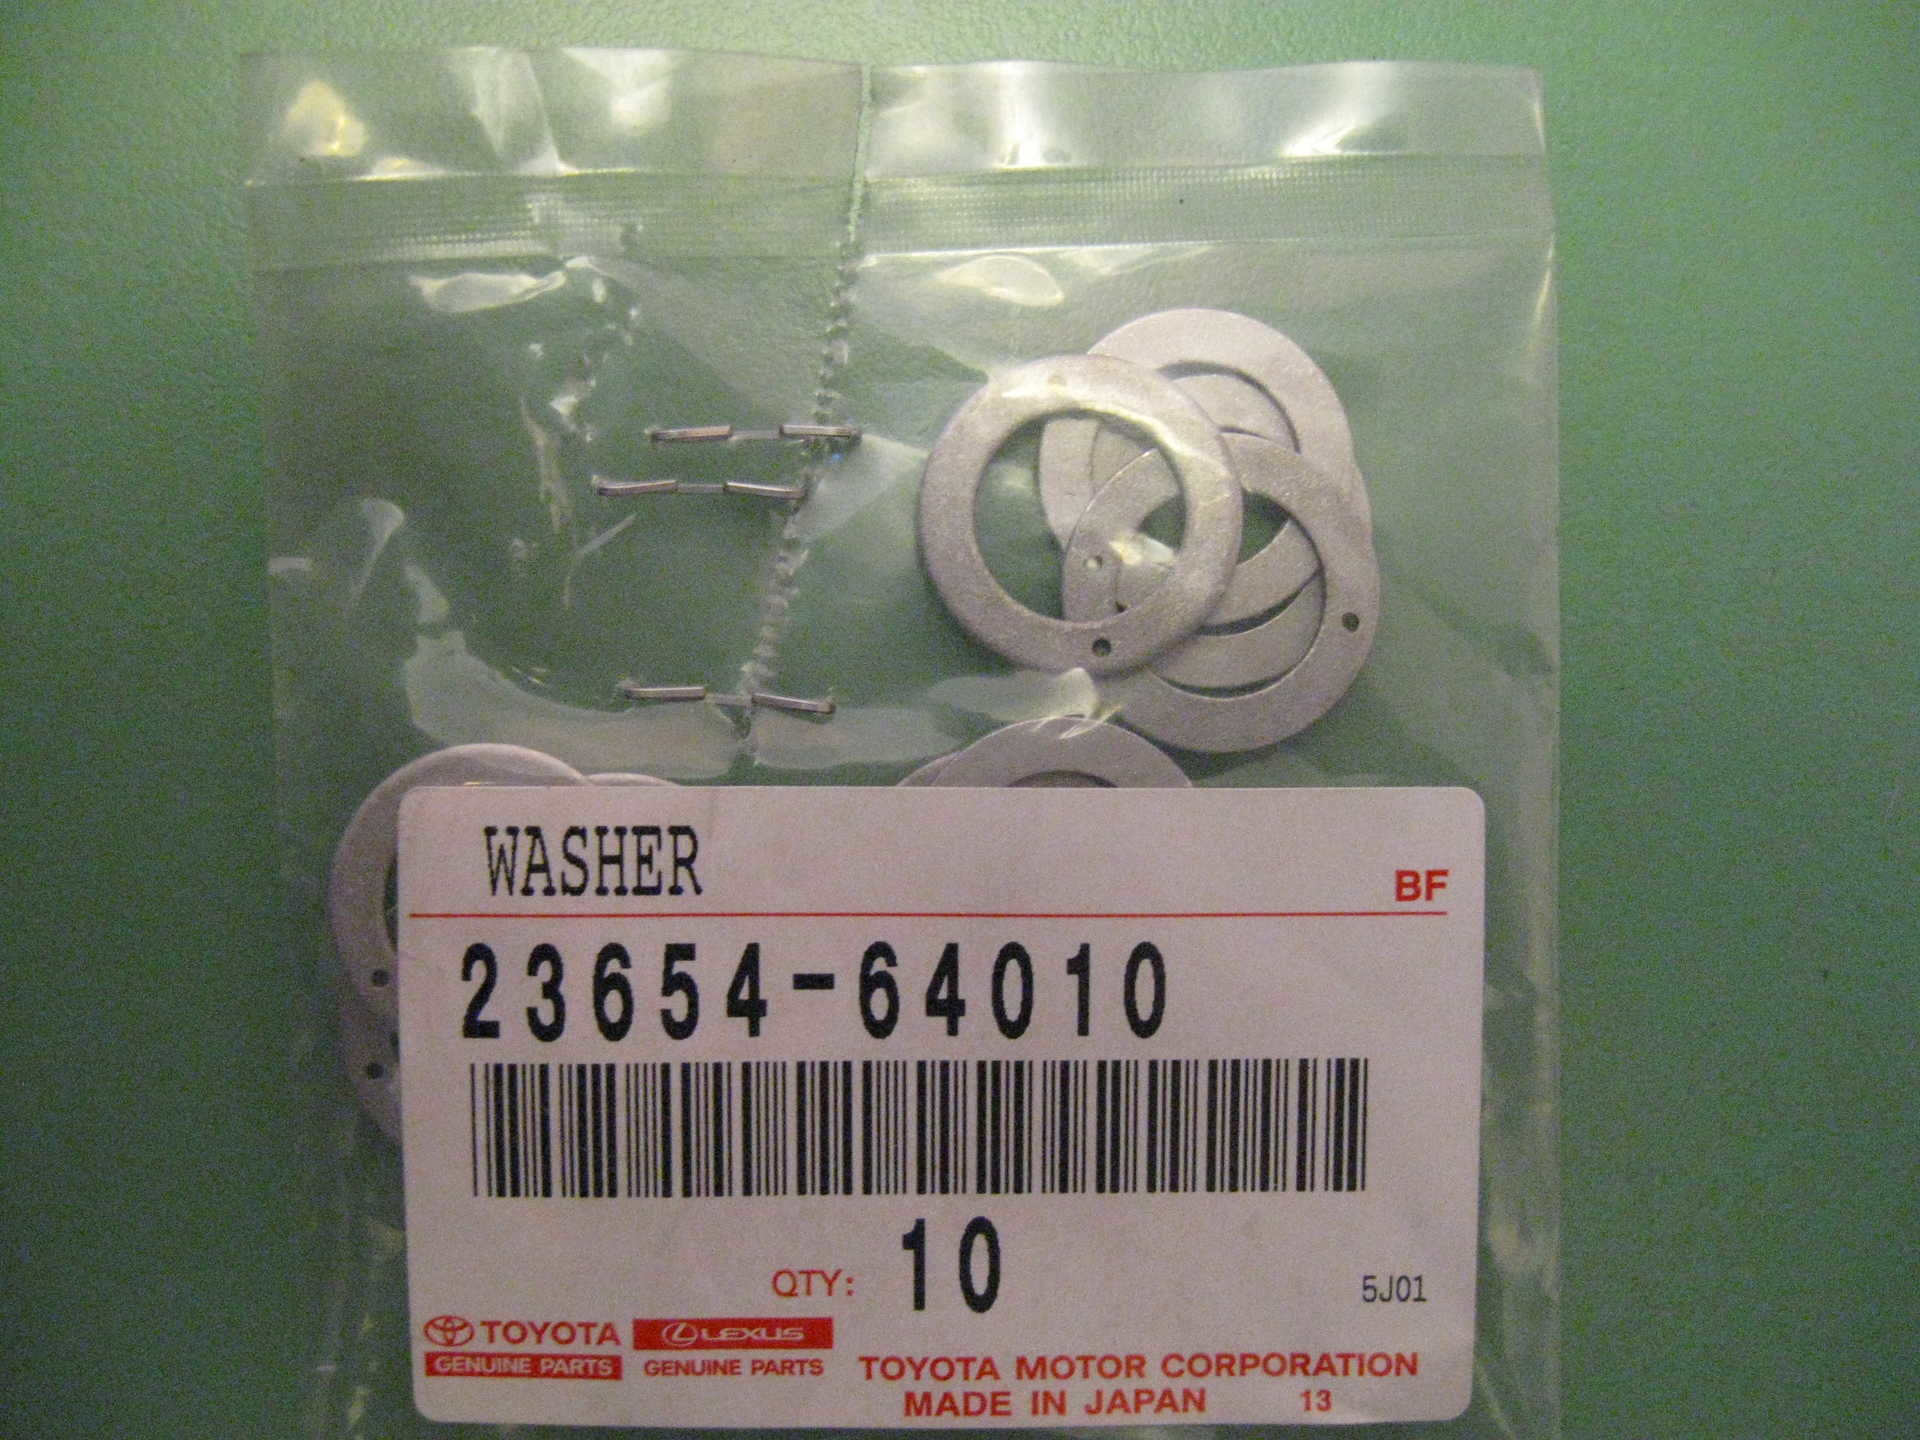 WASHER
BF
23654-64010
QTY: 10
5J01
TOYOTA LEXUS
GENUINE PARTS GENUINE PARTS
TOYOTA MOTOR CORPORATION
MADE IN JAPAN 13